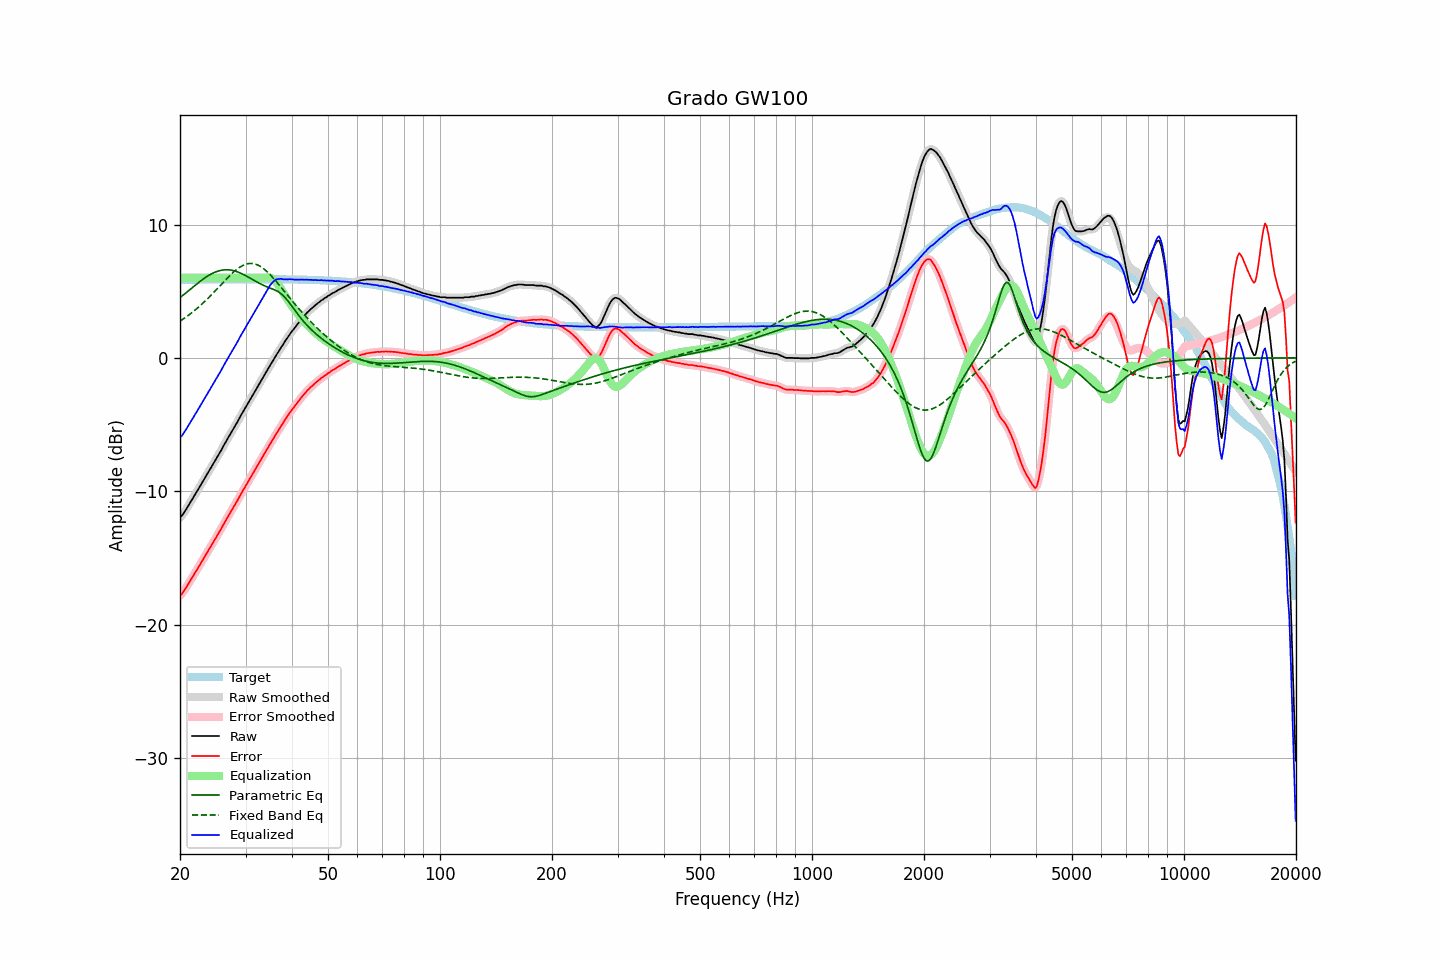 Grado GW100
Amplitude (dBr)
10
0
−10
−20
−30
Target
Raw Smoothed
Error Smoothed
Raw
Error
Equalization
Parametric Eq
Fixed Band Eq
Equalized
20 50 100 200 500 1000 2000 5000 10000 20000
Frequency (Hz)